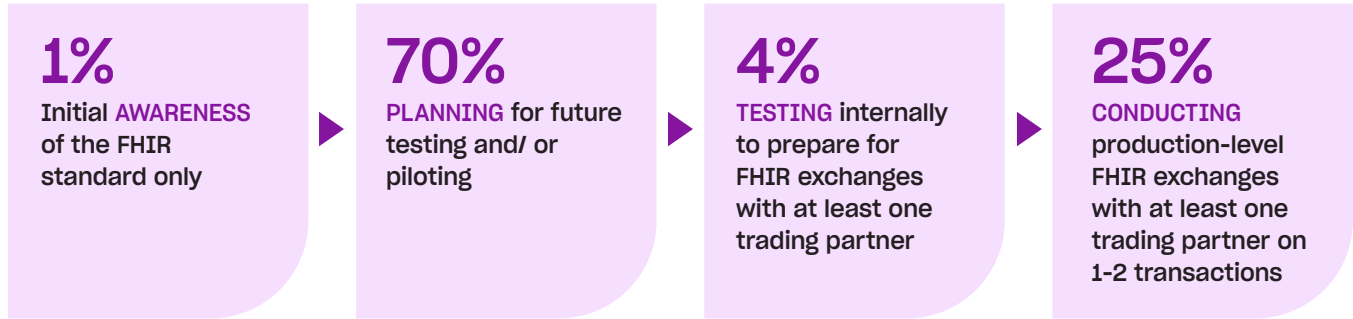 1%
Initial AWARENESS
of the FHIR
standard only
70%
PLANNING for future
testing and/ or
piloting
4%
TESTING internally
to prepare for
FHIR exchanges
with at least one
trading partner
25%
CONDUCTING
production-level
FHIR exchanges
with at least one
trading partner on
1-2 transactions